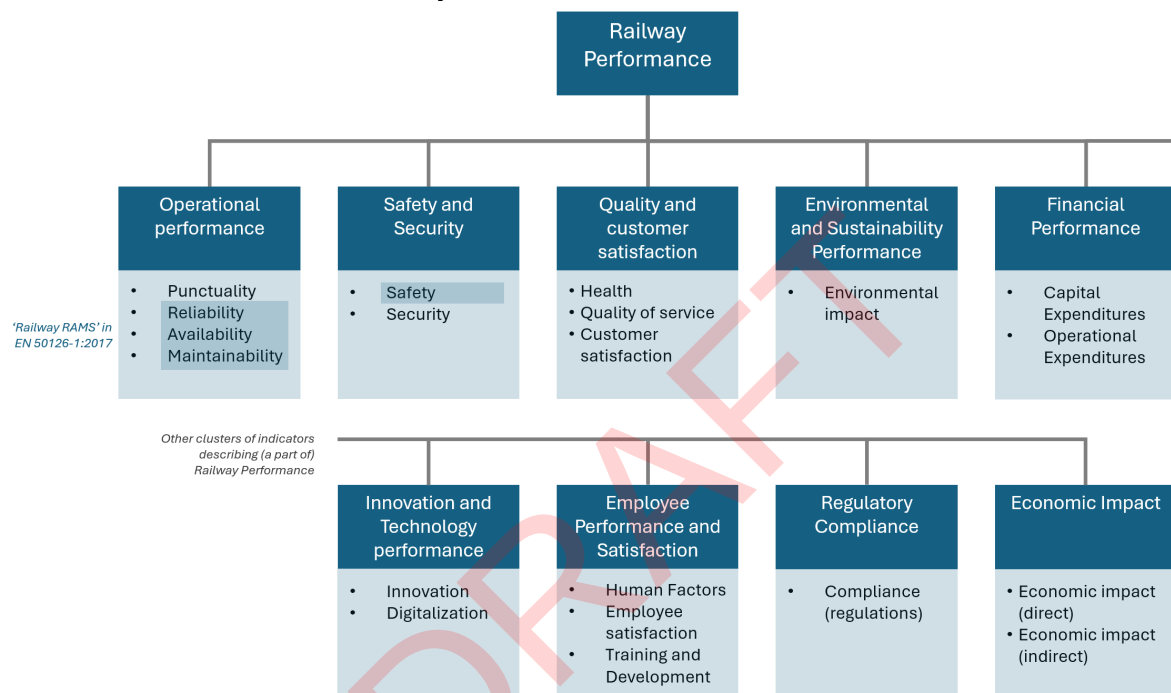 Railway
Performance
Operational
performance
• Punctuality
• Reliability
• Availability
• Maintainability
'Railway RAMS' in
EN 50126-1:2017
Safety and
Security
• Safety
• Security
Quality and
customer
satisfaction
• Health
• Quality of service
• Customer
satisfaction
Environmental
and Sustainability
Performance
• Environmental
impact
Financial
Performance
• Capital
Expenditures
• Operational
Expenditures
Other clusters of indicators
describing (a part of)
Railway Performance
Innovation and
Technology
performance
• Innovation
• Digitalization
Employee
Performance and
Satisfaction
• Human Factors
• Employee
satisfaction
• Training and
Development
Regulatory
Compliance
• Compliance
(regulations)
Economic Impact
• Economic impact
(direct)
• Economic impact
(indirect)
DRAFT